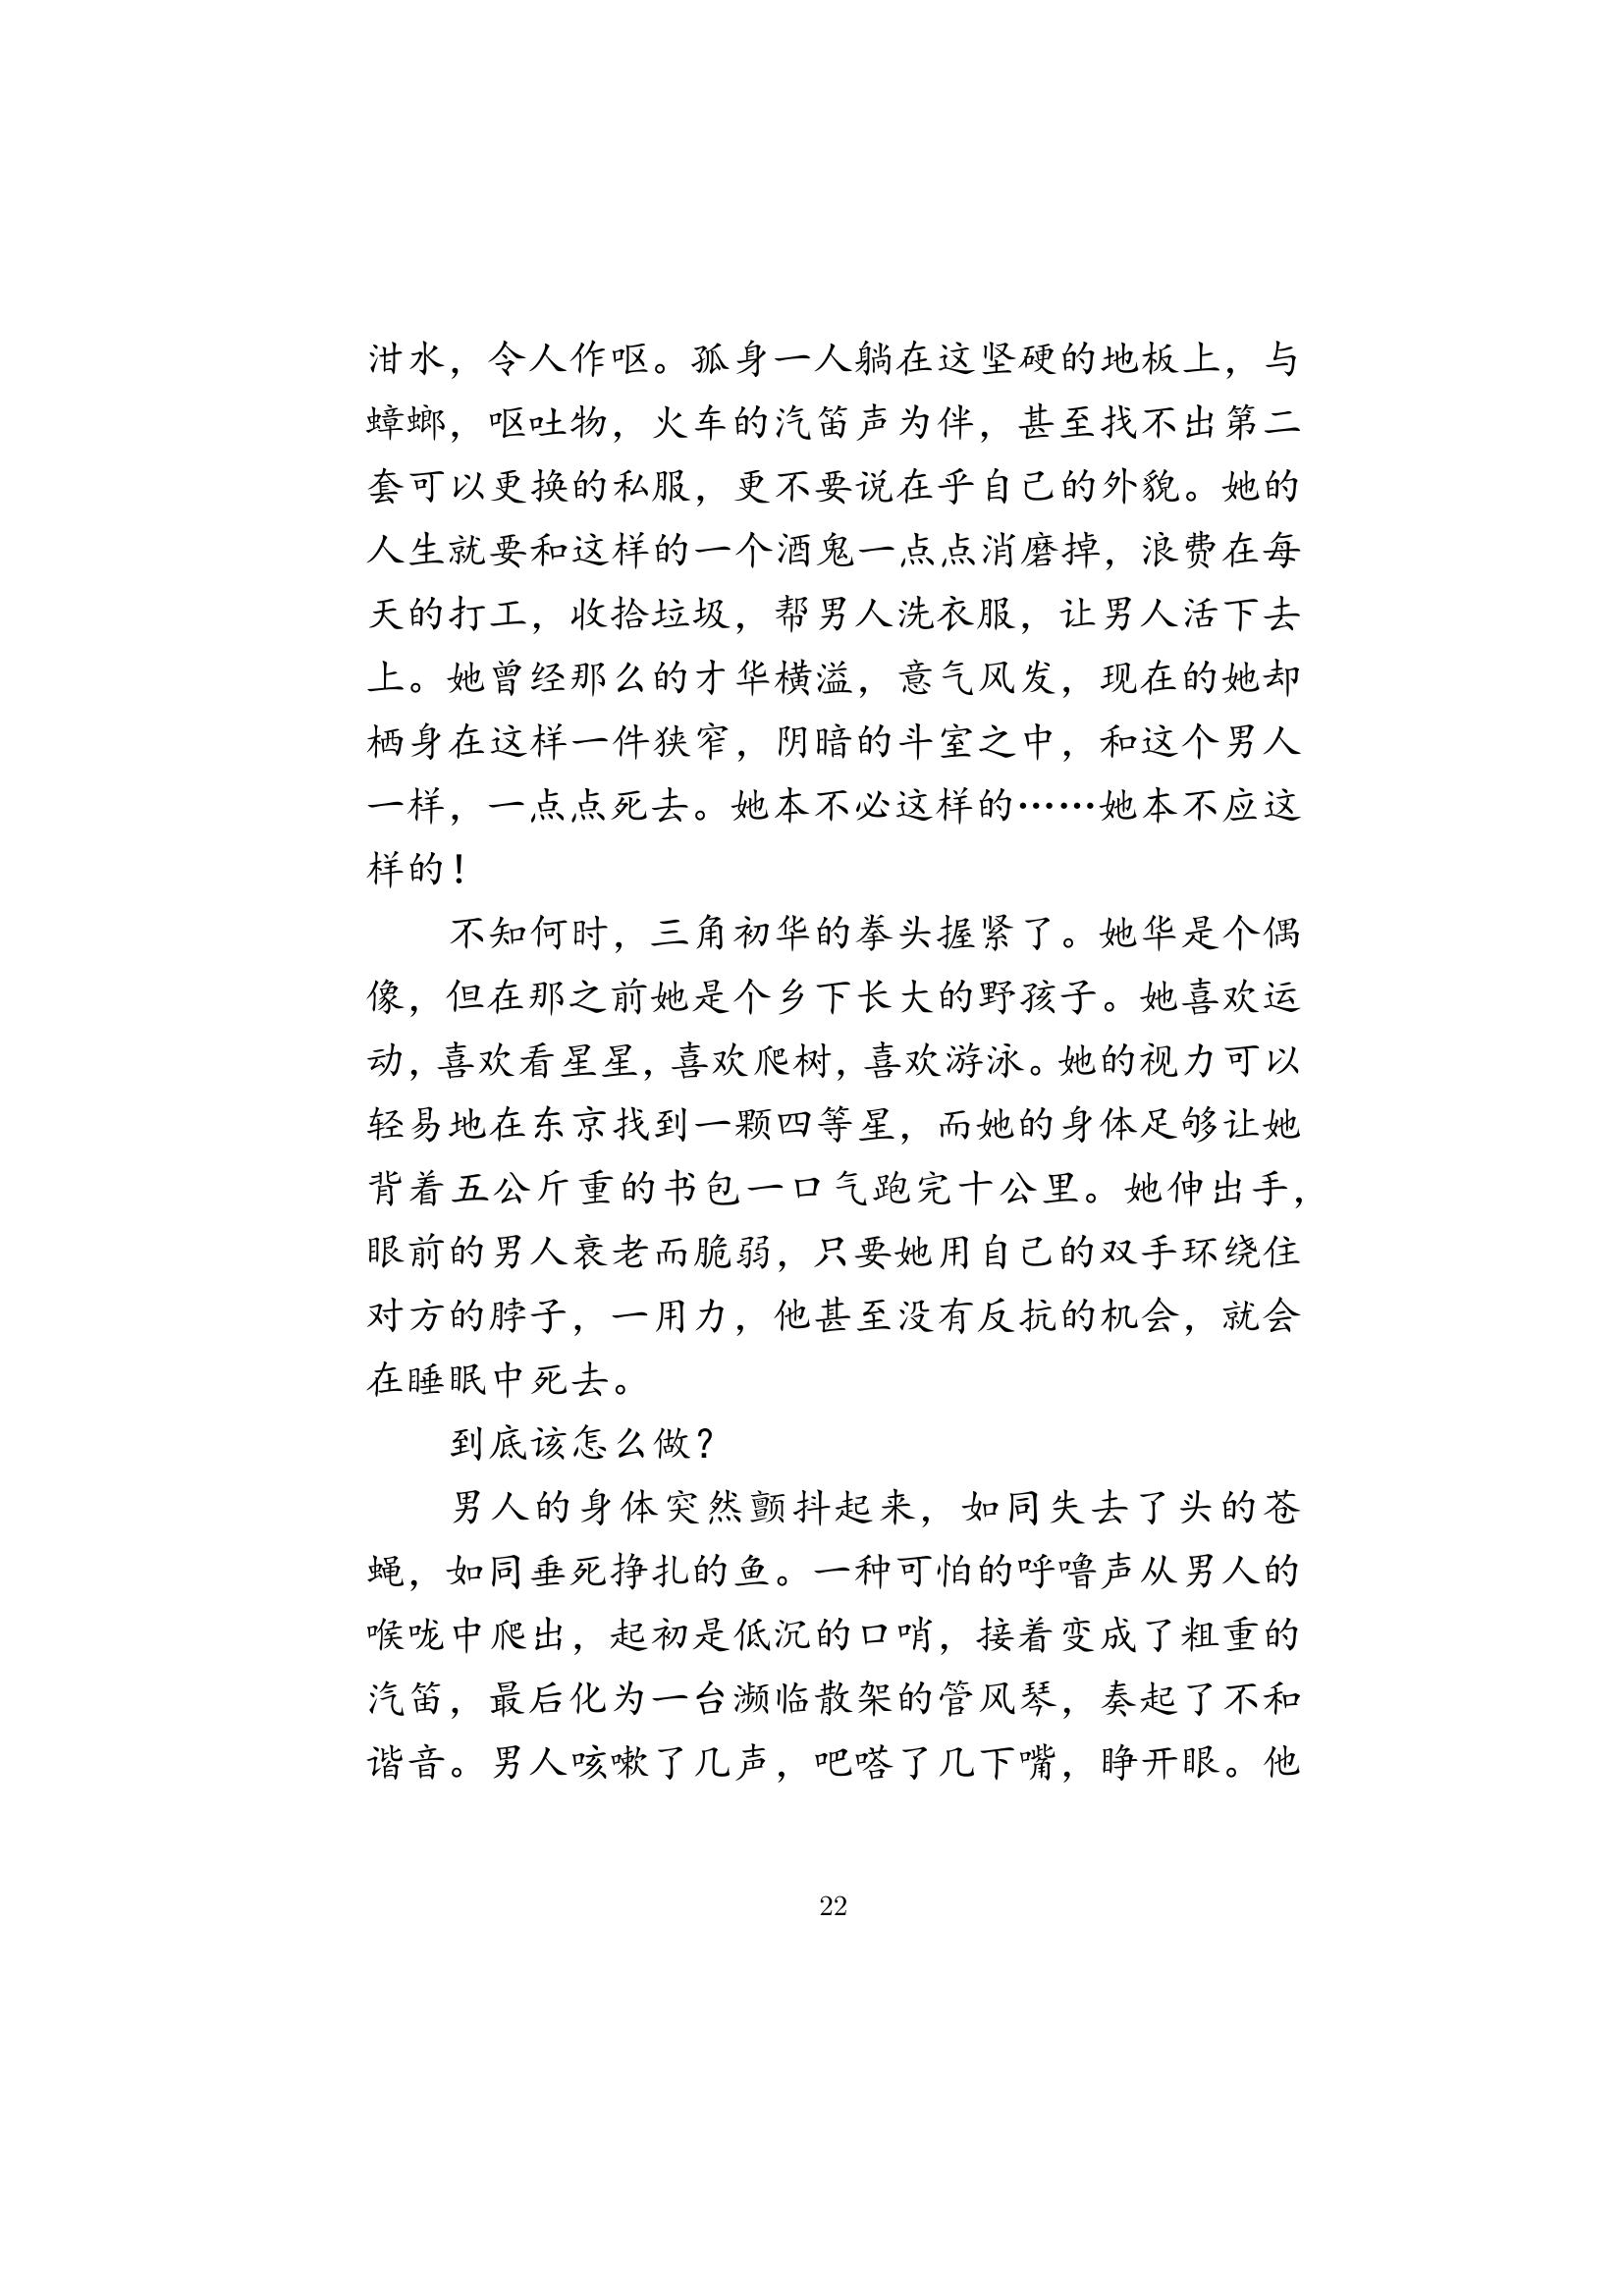 泔水，令人作呕。孤身一人躺在这坚硬的地板上，与
蟑螂，呕吐物，火车的汽笛声为伴，甚至找不出第二
套可以更换的私服，更不要说在乎自己的外貌。她的
人生就要和这样的一个酒鬼一点点消磨掉，浪费在每
天的打工，收拾垃圾，帮男人洗衣服，让男人活下去
上。她曾经那么的才华横溢，意气风发，现在的她却
栖身在这样一件狭窄，阴暗的斗室之中，和这个男人
一样，一点点死去。她本不必这样的……她本不应这
样的！
不知何时，三角初华的拳头握紧了。她华是个偶
像，但在那之前她是个乡下长大的野孩子。她喜欢运
动，喜欢看星星，喜欢爬树，喜欢游泳。她的视力可以
轻易地在东京找到一颗四等星，而她的身体足够让她
背着五公斤重的书包一口气跑完十公里。她伸出手，
眼前的男人衰老而脆弱，只要她用自己的双手环绕住
对方的脖子，一用力，他甚至没有反抗的机会，就会
在睡眠中死去。
到底该怎么做？
男人的身体突然颤抖起来，如同失去了头的苍
蝇，如同垂死挣扎的鱼。一种可怕的呼噜声从男人的
喉咙中爬出，起初是低沉的口哨，接着变成了粗重的
汽笛，最后化为一台濒临散架的管风琴，奏起了不和
谐音。男人咳嗽了几声，吧嗒了几下嘴，睁开眼。他
22